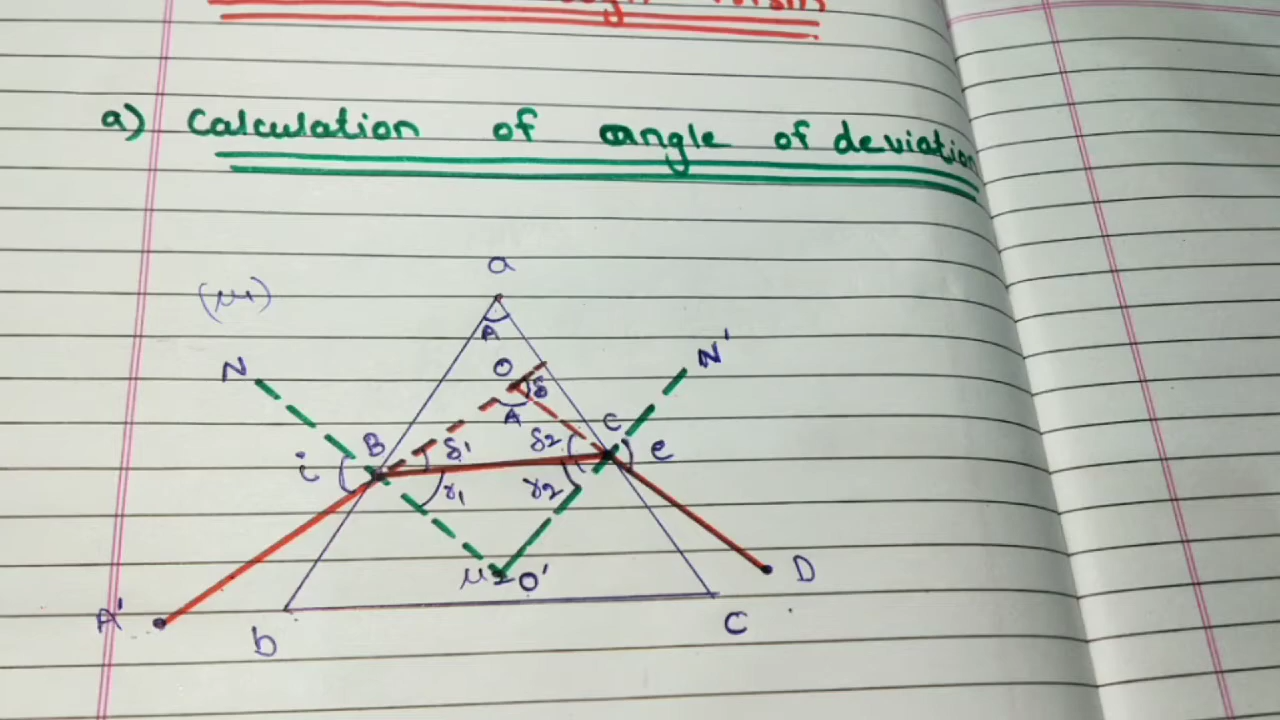 a) Calculation of angle of deviation
a
(μ1)
A
N
N'
O
δ
A
C
B
δ1
δ2
e
i
r1
r2
μ2
O'
D
A'
b
C